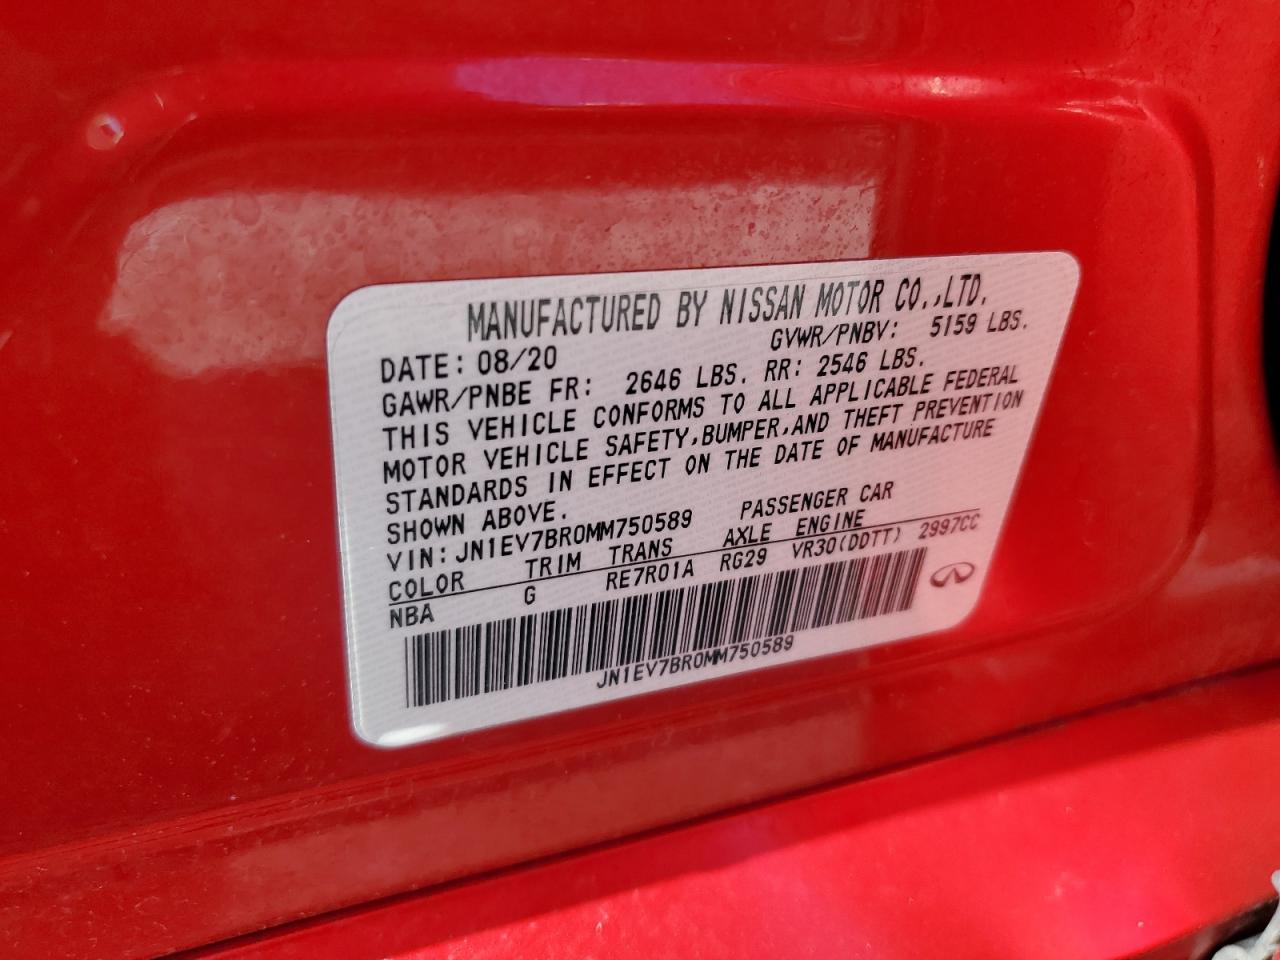 MANUFACTURED BY NISSAN MOTOR CO.,LTD.
DATE: 08/20 GVWR/PNBV: 5159 LBS.
GAWR/PNBE FR: 2646 LBS. RR: 2546 LBS.
THIS VEHICLE CONFORMS TO ALL APPLICABLE FEDERAL
MOTOR VEHICLE SAFETY,BUMPER,AND THEFT PREVENTION
STANDARDS IN EFFECT ON THE DATE OF MANUFACTURE
SHOWN ABOVE.
VIN: JN1EV7BR0MM750589 PASSENGER CAR
COLOR TRIM TRANS AXLE ENGINE
NBA G RE7R01A RG29 VR30(DDTT) 2997CC
JN1EV7BR0MM750589